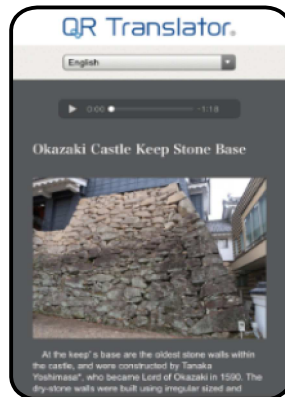 QR Translator.
English
0:00
-1:18
Okazaki Castle Keep Stone Base
At the keep's base are the oldest stone walls within
the castle, and were constructed by Tanaka
Yoshimasa*, who became Lord of Okazaki in 1590. The
dry-stone walls were built using irregular sized and